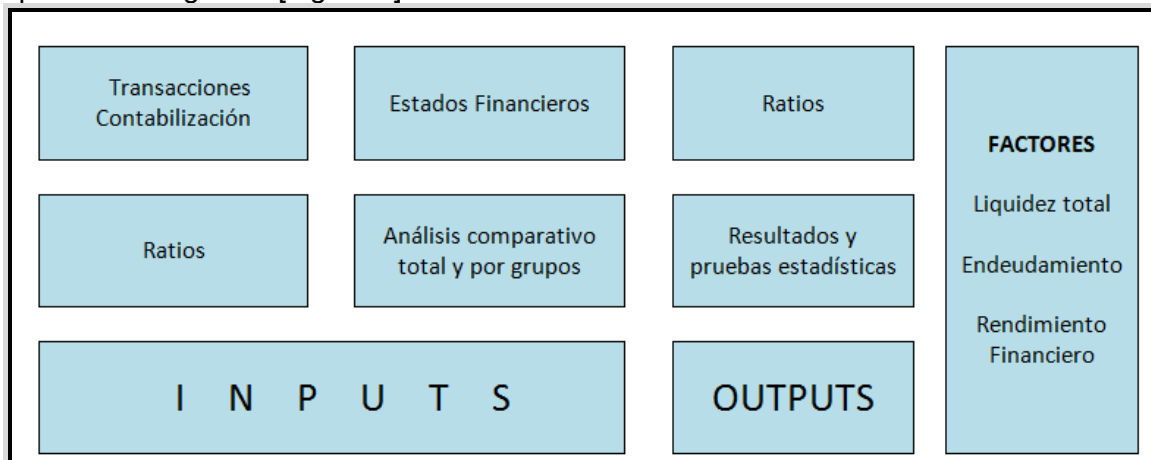 Transacciones
Contabilización
Estados Financieros
Ratios
Ratios
Análisis comparativo
total y por grupos
Resultados y
pruebas estadísticas
I N P U T S
OUTPUTS
FACTORES
Liquidez total
Endeudamiento
Rendimiento
Financiero